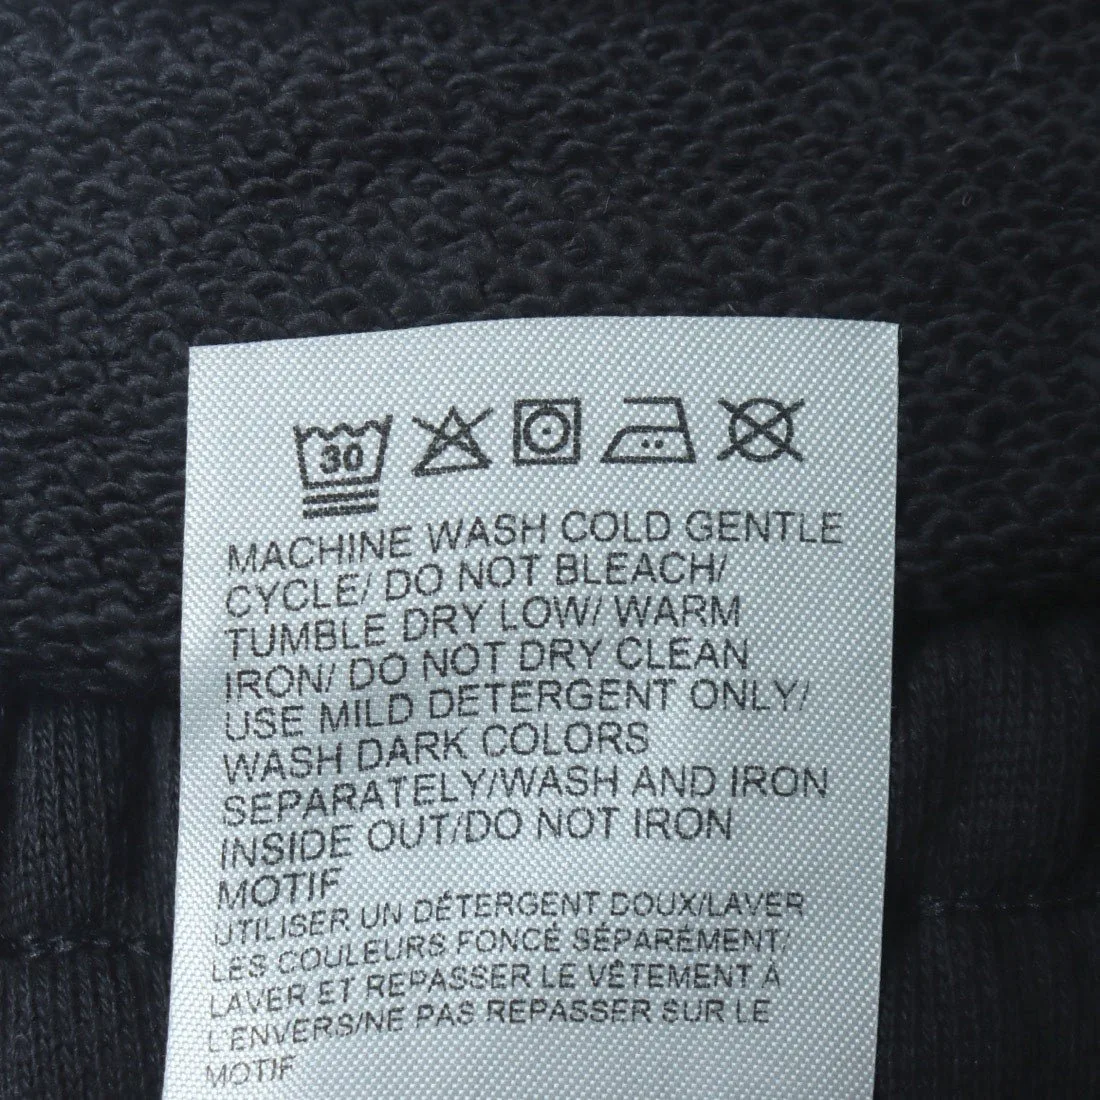 30
MACHINE WASH COLD GENTLE
CYCLE/ DO NOT BLEACH/
TUMBLE DRY LOW/ WARM
IRON/ DO NOT DRY CLEAN
USE MILD DETERGENT ONLY/
WASH DARK COLORS
SEPARATELY/WASH AND IRON
INSIDE OUT/DO NOT IRON
MOTIF
UTILISER UN DÉTERGENT DOUX/LAVER
LES COULEURS FONCÉ SÉPARÉMENT/
LAVER ET REPASSER LE VÊTEMENT À
L'ENVERS/NE PAS REPASSER SUR LE
MOTIF